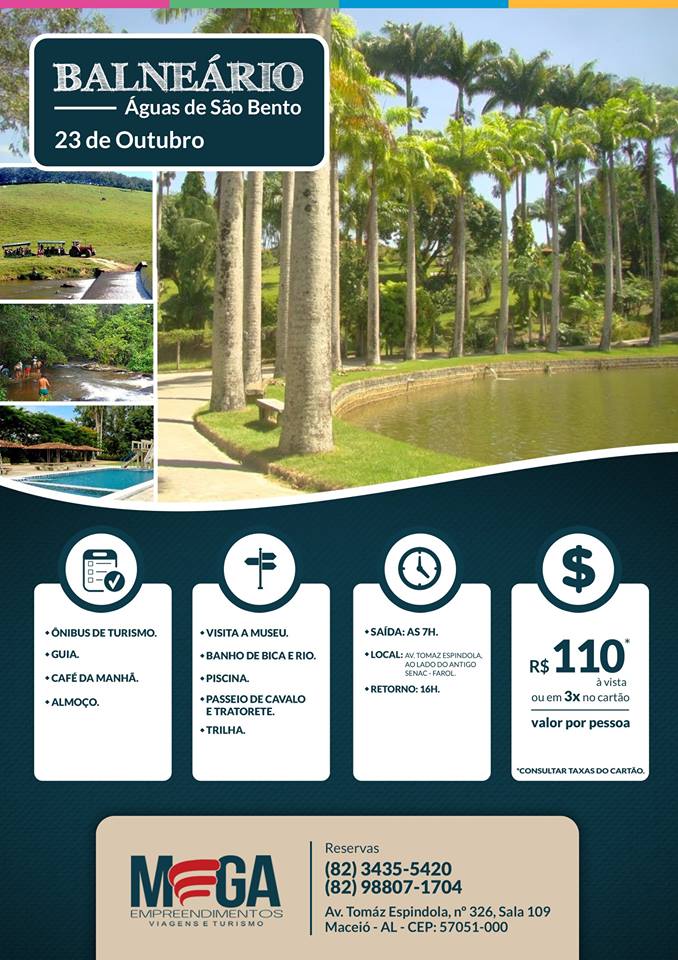 BALNEÁRIO
Águas de São Bento
23 de Outubro
• ÔNIBUS DE TURISMO.
• GUIA.
• CAFÉ DA MANHÃ.
• ALMOÇO.
• VISITA A MUSEU.
• BANHO DE BICA E RIO.
• PISCINA.
• PASSEIO DE CAVALO
E TRATORETE.
• TRILHA.
• SAÍDA: AS 7H.
• LOCAL: AV. TOMAZ ESPINDOLA,
AO LADO DO ANTIGO
SENAC - FAROL.
• RETORNO: 16H.
$
R$ 110*
à vista
ou em 3x no cartão
valor por pessoa
*CONSULTAR TAXAS DO CARTÃO.
MEGA
EMPREENDIMENTOS
VIAGENS E TURISMO
Reservas
(82) 3435-5420
(82) 98807-1704
Av. Tomáz Espindola, nº 326, Sala 109
Maceió - AL - CEP: 57051-000